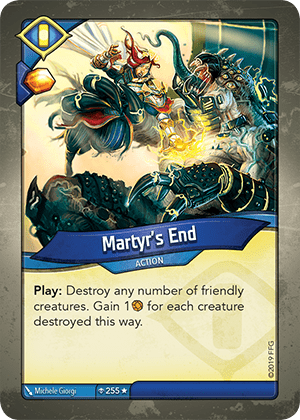 Martyr's End
ACTION
Play: Destroy any number of friendly
creatures. Gain 1 for each creature
destroyed this way.
Michele Giorgi
255
©2019 FFG